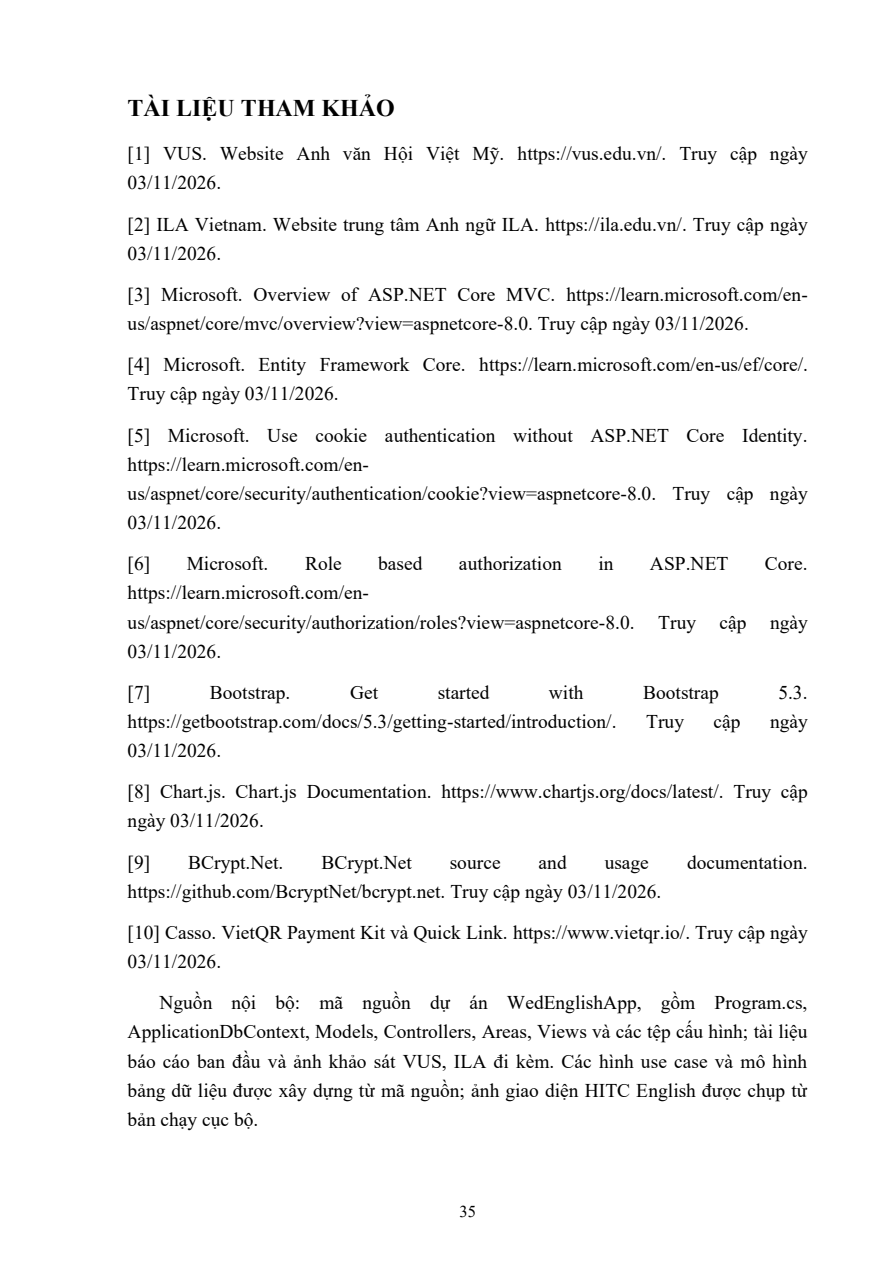 TÀI LIỆU THAM KHẢO
[1] VUS. Website Anh văn Hội Việt Mỹ. https://vus.edu.vn/. Truy cập ngày
03/11/2026.
[2] ILA Vietnam. Website trung tâm Anh ngữ ILA. https://ila.edu.vn/. Truy cập ngày
03/11/2026.
[3] Microsoft. Overview of ASP.NET Core MVC. https://learn.microsoft.com/en-
us/aspnet/core/mvc/overview?view=aspnetcore-8.0. Truy cập ngày 03/11/2026.
[4] Microsoft. Entity Framework Core. https://learn.microsoft.com/en-us/ef/core/.
Truy cập ngày 03/11/2026.
[5] Microsoft. Use cookie authentication without ASP.NET Core Identity.
https://learn.microsoft.com/en-
us/aspnet/core/security/authentication/cookie?view=aspnetcore-8.0. Truy cập ngày
03/11/2026.
[6] Microsoft. Role based authorization in ASP.NET Core.
https://learn.microsoft.com/en-
us/aspnet/core/security/authorization/roles?view=aspnetcore-8.0. Truy cập ngày
03/11/2026.
[7] Bootstrap. Get started with Bootstrap 5.3.
https://getbootstrap.com/docs/5.3/getting-started/introduction/. Truy cập ngày
03/11/2026.
[8] Chart.js. Chart.js Documentation. https://www.chartjs.org/docs/latest/. Truy cập
ngày 03/11/2026.
[9] BCrypt.Net. BCrypt.Net source and usage documentation.
https://github.com/BcryptNet/bcrypt.net. Truy cập ngày 03/11/2026.
[10] Casso. VietQR Payment Kit và Quick Link. https://www.vietqr.io/. Truy cập ngày
03/11/2026.
Nguồn nội bộ: mã nguồn dự án WedEnglishApp, gồm Program.cs,
ApplicationDbContext, Models, Controllers, Areas, Views và các tệp cấu hình; tài liệu
báo cáo ban đầu và ảnh khảo sát VUS, ILA đi kèm. Các hình use case và mô hình
bảng dữ liệu được xây dựng từ mã nguồn; ảnh giao diện HITC English được chụp từ
bản chạy cục bộ.
35